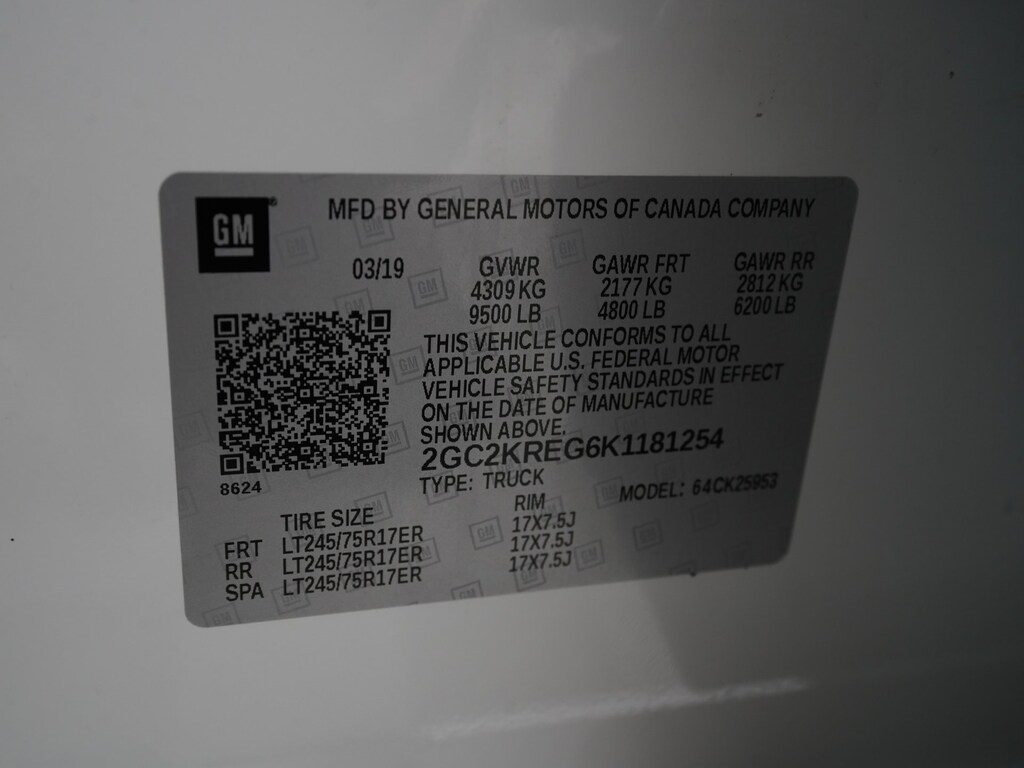 GM
MFD BY GENERAL MOTORS OF CANADA COMPANY
03/19 GVWR GAWR FRT GAWR RR
4309 KG 2177 KG 2812 KG
9500 LB 4800 LB 6200 LB
THIS VEHICLE CONFORMS TO ALL
APPLICABLE U.S. FEDERAL MOTOR
VEHICLE SAFETY STANDARDS IN EFFECT
ON THE DATE OF MANUFACTURE
SHOWN ABOVE.
2GC2KREG6K1181254
8624
TYPE: TRUCK MODEL: 64CK25953
TIRE SIZE RIM
FRT LT245/75R17ER 17X7.5J
RR LT245/75R17ER 17X7.5J
SPA LT245/75R17ER 17X7.5J